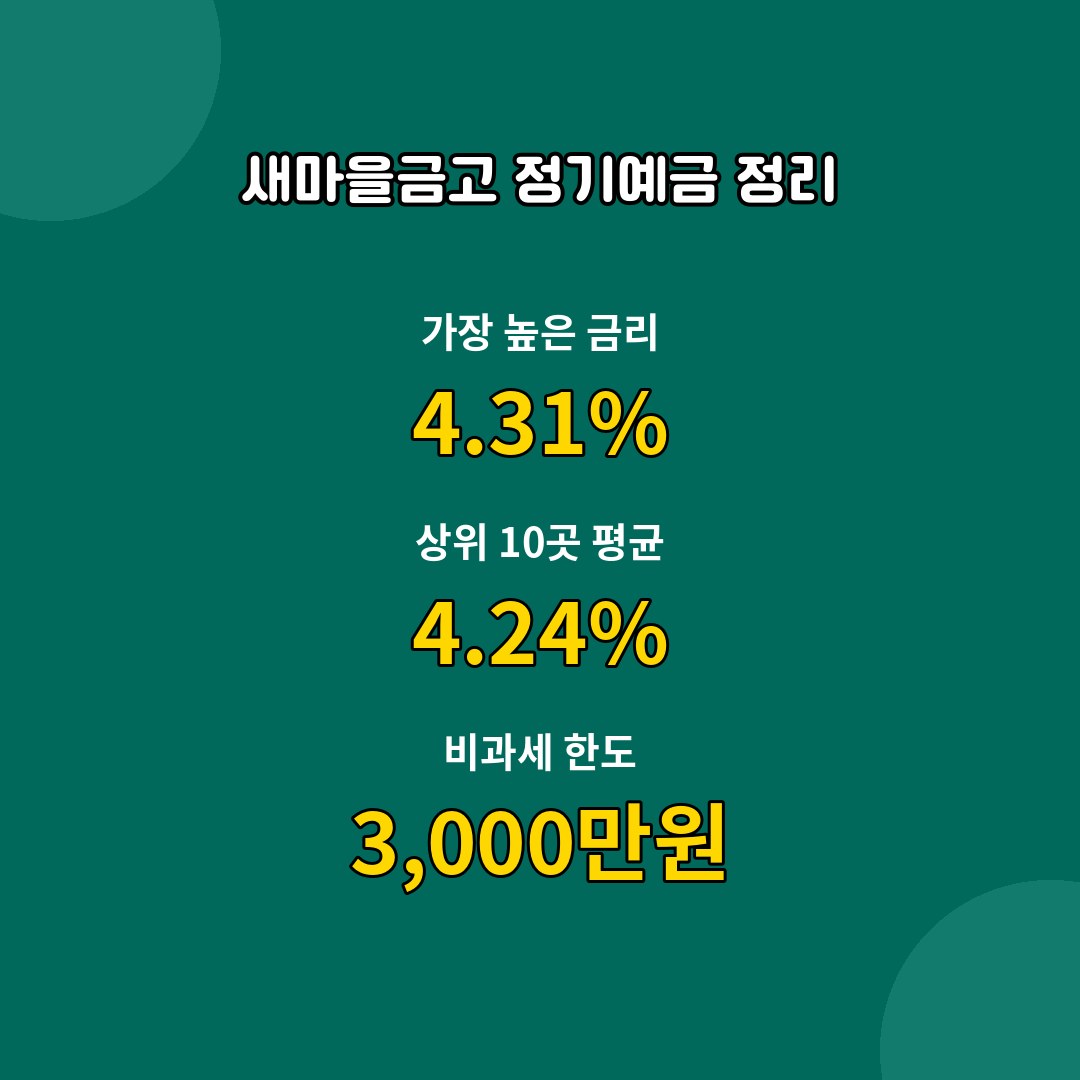 새마을금고 정기예금 정리
가장 높은 금리
4.31%
상위 10곳 평균
4.24%
비과세 한도
3,000만원